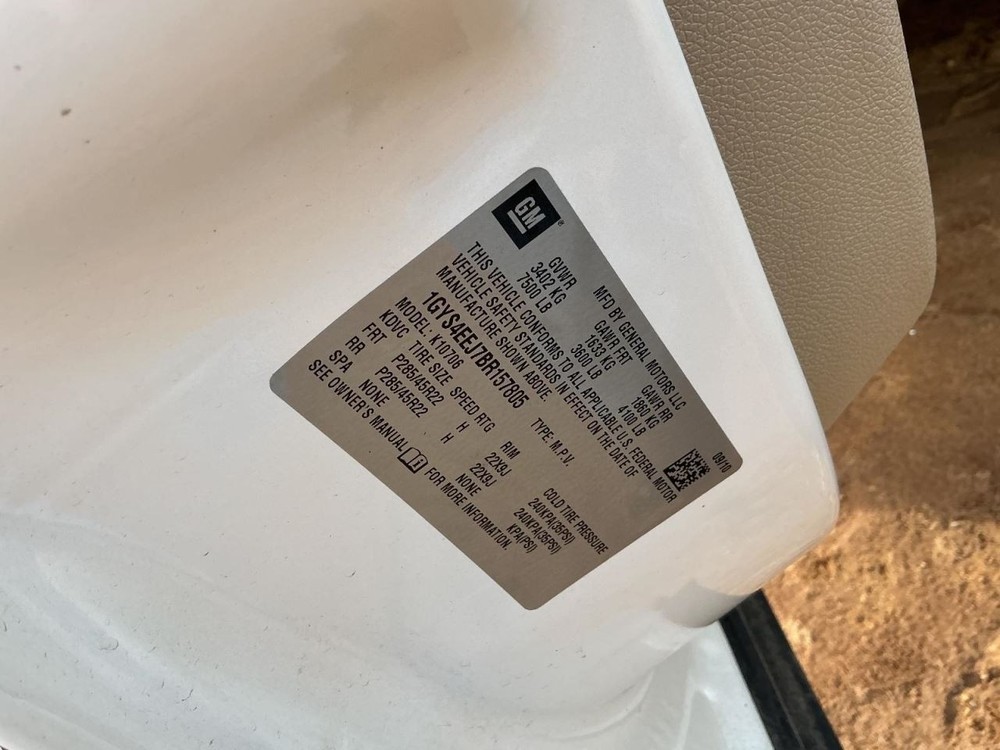 GM
MFD BY GENERAL MOTORS LLC 09/10
GVWR GAWR FRT GAWR RR
3402 KG 1633 KG 1860 KG
7500 LB 3600 LB 4100 LB
THIS VEHICLE CONFORMS TO ALL APPLICABLE U.S. FEDERAL MOTOR
VEHICLE SAFETY STANDARDS IN EFFECT ON THE DATE OF
MANUFACTURE SHOWN ABOVE
1GYS4EEJ7BR157805 TYPE: M.P.V.
MODEL: K10706
KDVC TIRE SIZE SPEED RTG RIM COLD TIRE PRESSURE
FRT P285/45R22 H 22X9J 240KPA(35PSI)
RR P285/45R22 H 22X9J 240KPA(35PSI)
SPA NONE NONE KPA(PSI)
SEE OWNER'S MANUAL FOR MORE INFORMATION.